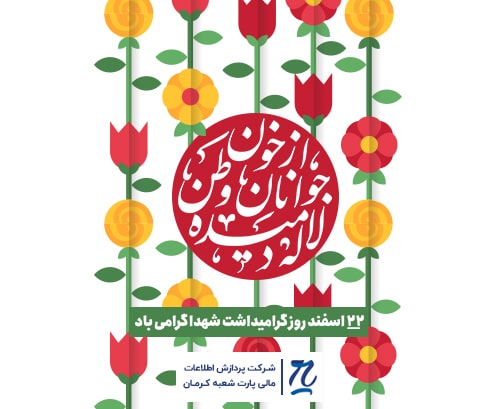 از خون
جوانان وطن
لاله دمیده
۲۲ اسفند روز گرامیداشت شهدا گرامی باد
شرکت پردازش اطلاعات
مالی پارت شعبه کرمان